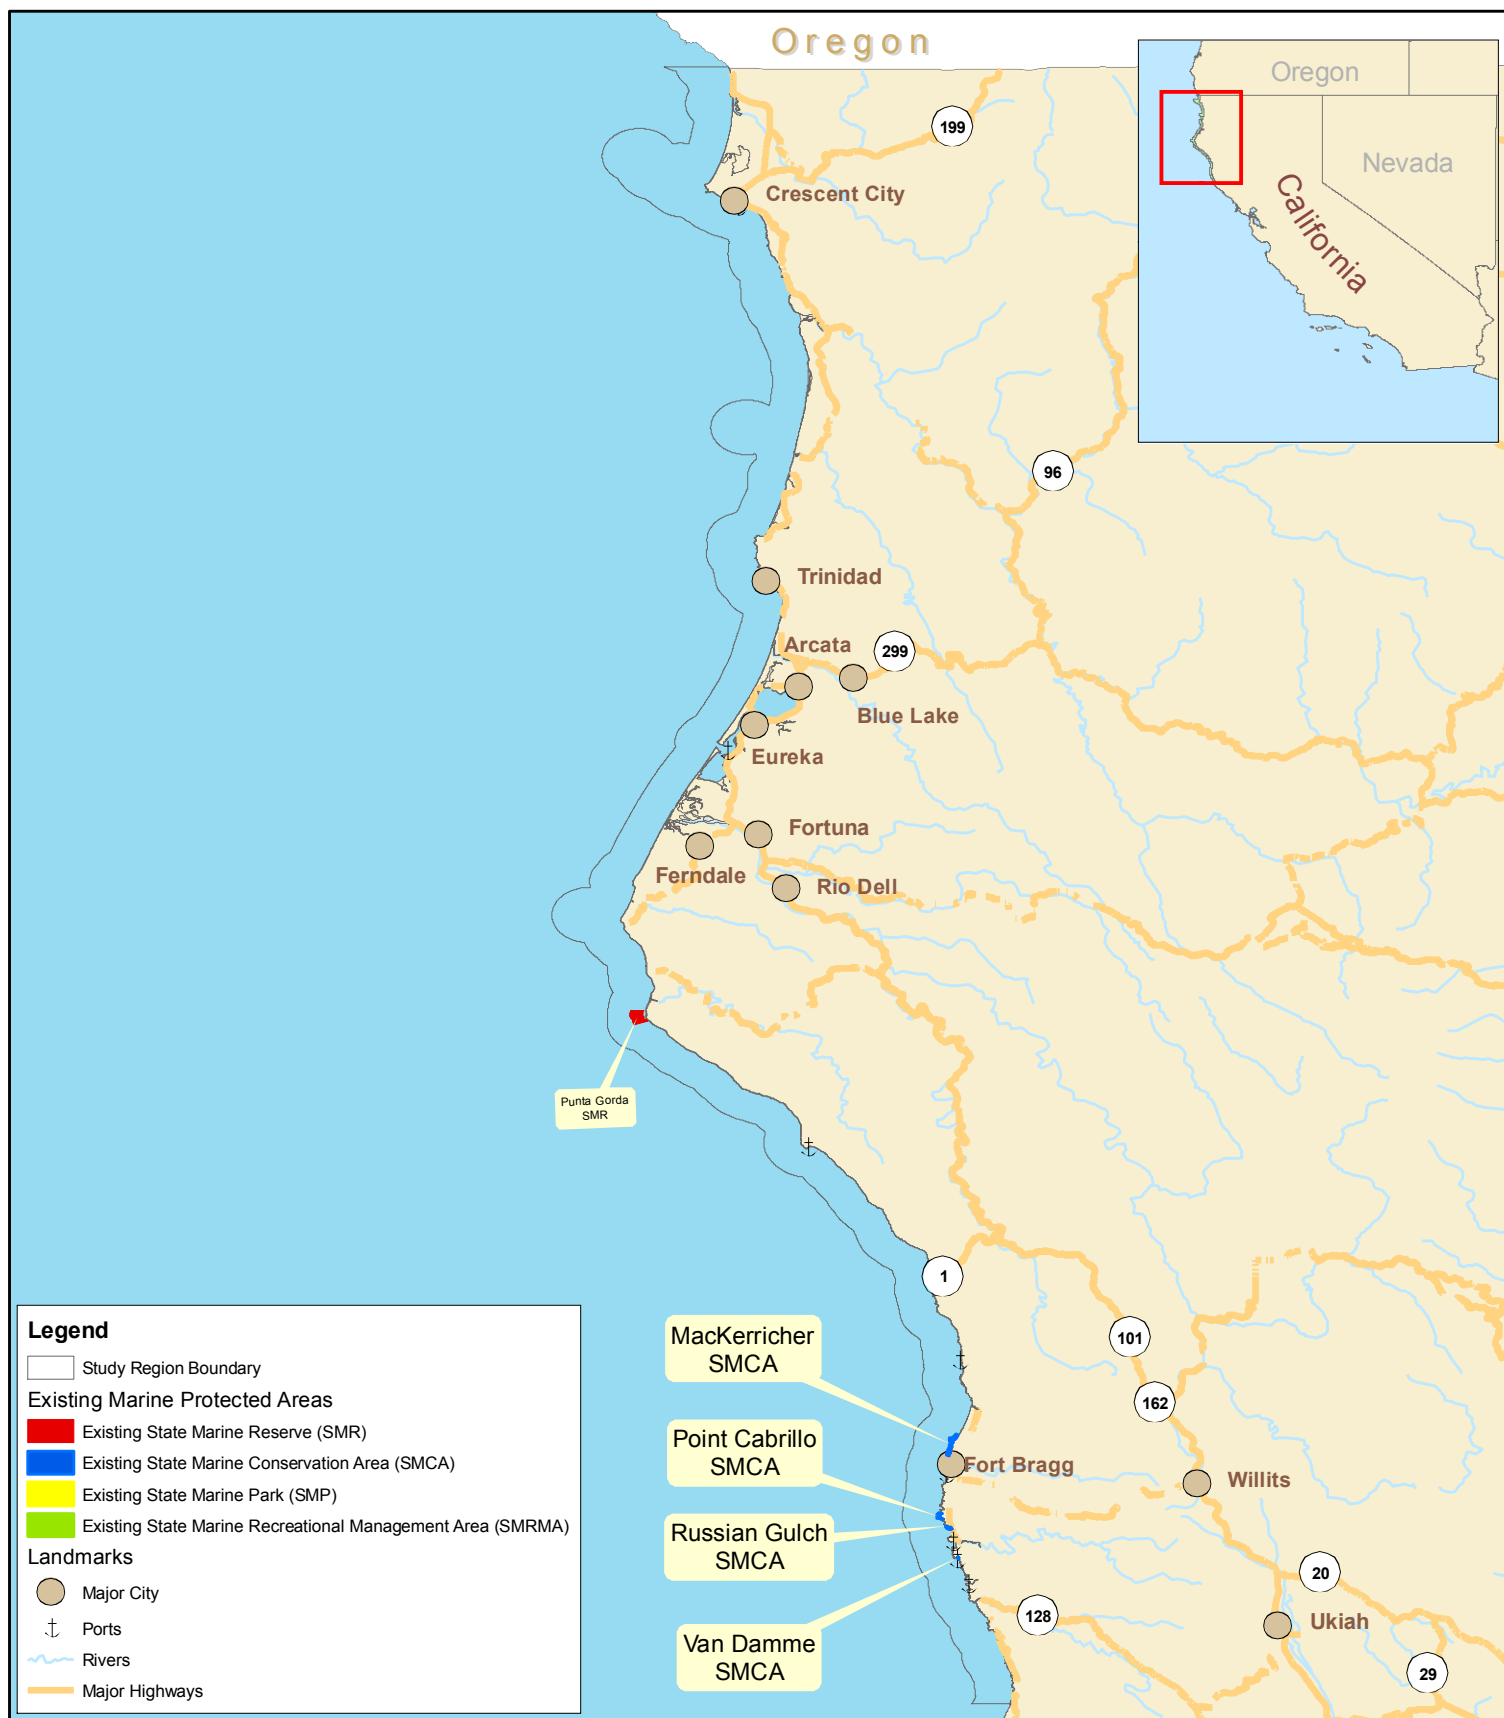 Oregon
Oregon
Nevada
California
199
Crescent City
96
Trinidad
Arcata
299
Blue Lake
Eureka
Fortuna
Ferndale
Rio Dell
Punta Gorda
SMR
1
101
162
MacKerricher
SMCA
Point Cabrillo
SMCA
Fort Bragg
Willits
Russian Gulch
SMCA
20
128
Ukiah
Van Damme
SMCA
29
Legend
Study Region Boundary
Existing Marine Protected Areas
Existing State Marine Reserve (SMR)
Existing State Marine Conservation Area (SMCA)
Existing State Marine Park (SMP)
Existing State Marine Recreational Management Area (SMRMA)
Landmarks
Major City
Ports
Rivers
Major Highways